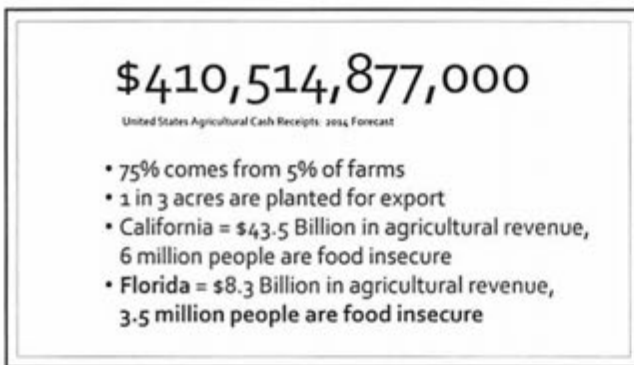 $410,514,877,000
United States Agricultural Cash Receipts: 2014 Forecast
• 75% comes from 5% of farms
• 1 in 3 acres are planted for export
• California = $43.5 Billion in agricultural revenue,
6 million people are food insecure
• Florida = $8.3 Billion in agricultural revenue,
3.5 million people are food insecure